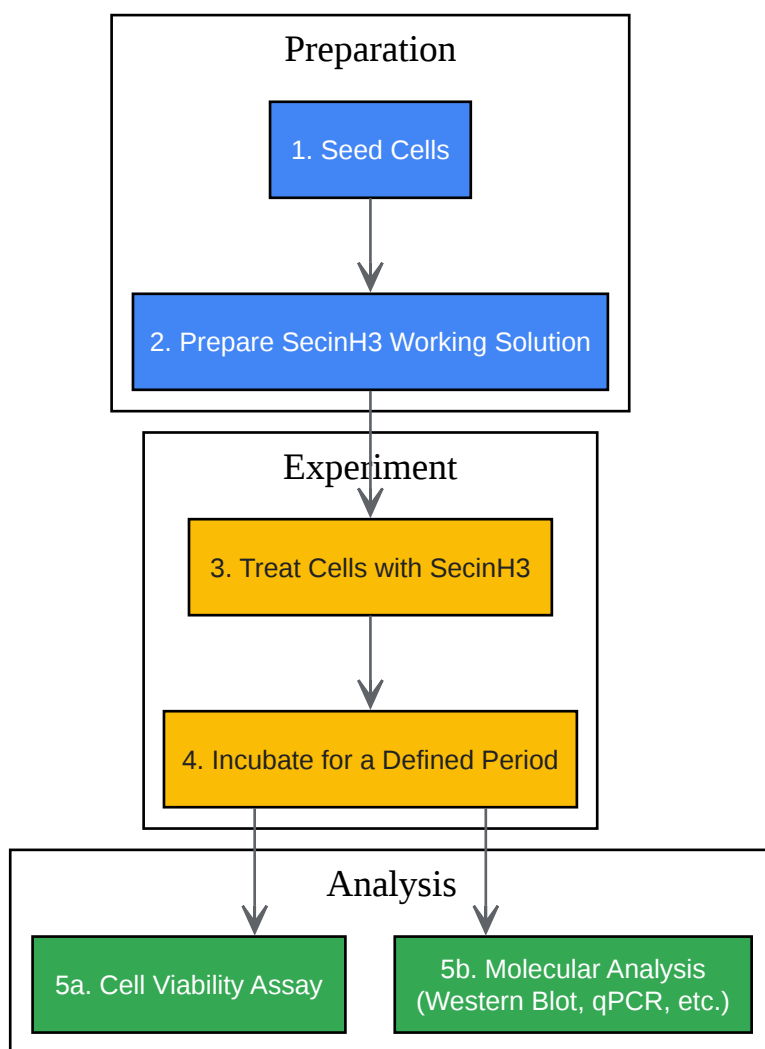 Preparation
1. Seed Cells
2. Prepare SecinH3 Working Solution
Experiment
3. Treat Cells with SecinH3
4. Incubate for a Defined Period
Analysis
5a. Cell Viability Assay
5b. Molecular Analysis
(Western Blot, qPCR, etc.)